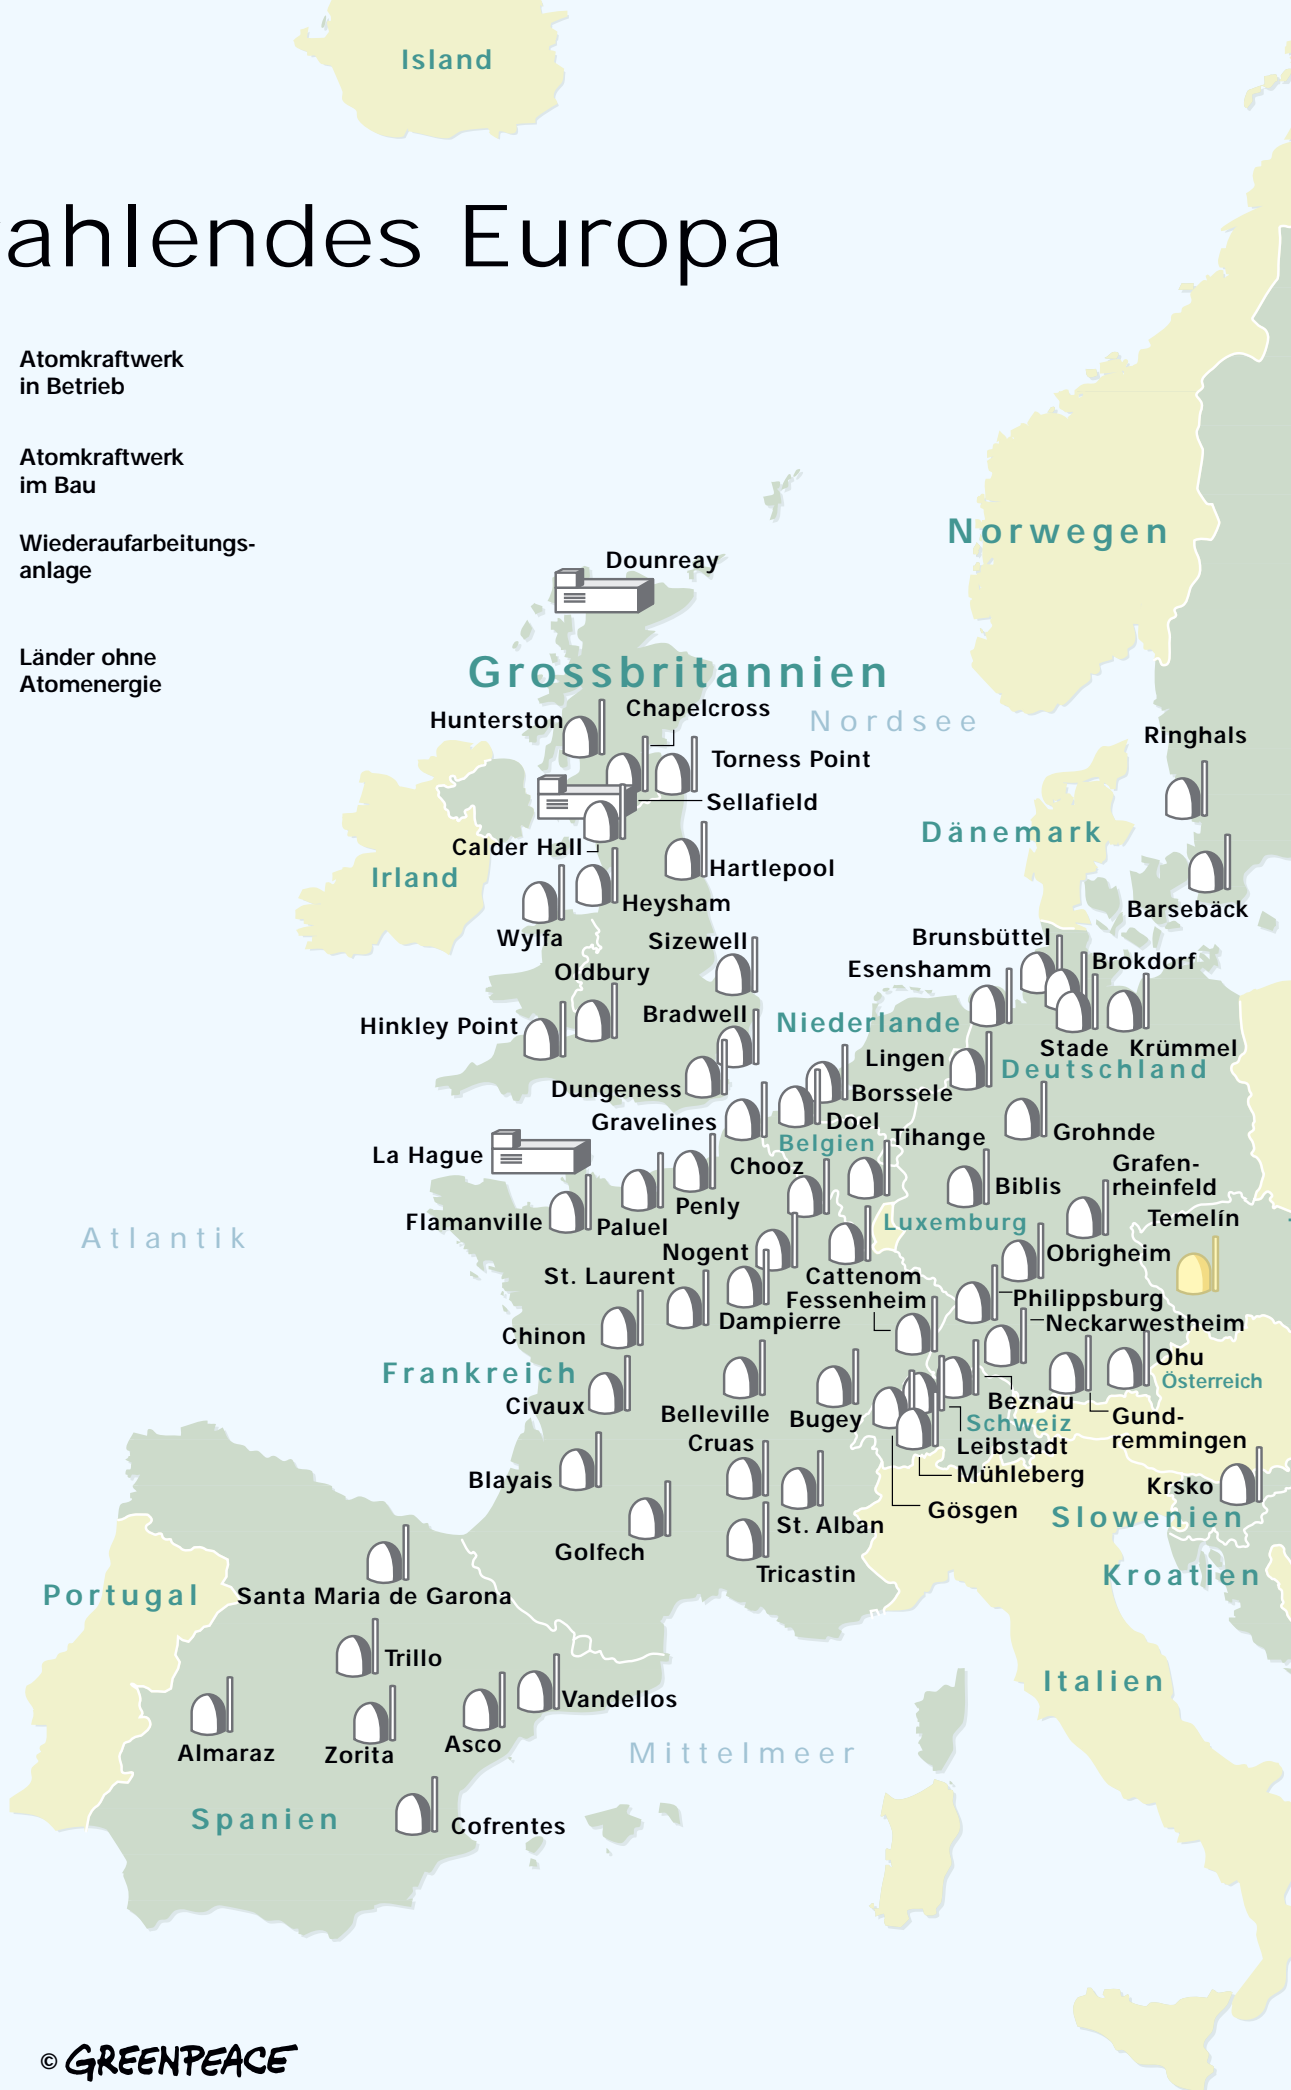 Island
ahlendes Europa
Atomkraftwerk
in Betrieb
Atomkraftwerk
im Bau
Wiederaufarbeitungs-
anlage
Länder ohne
Atomenergie
Norwegen
Dounreay
Grossbritannien
Hunterston
Chapelcross
Nordsee
Torness Point
Ringhals
Sellafield
Dänemark
Calder Hall
Hartlepool
Irland
Heysham
Barsebäck
Wylfa
Sizewell
Brunsbüttel
Brokdorf
Esenshamm
Oldbury
Bradwell
Niederlande
Hinkley Point
Stade
Krümmel
Lingen
Deutschland
Dungeness
Borssele
Gravelines
Doel
Belgien
Tihange
Grohnde
La Hague
Chooz
Grafen-
rheinfeld
Biblis
Penly
Flamanville
Paluel
Luxemburg
Temelín
Atlantik
Nogent
Obrigheim
St. Laurent
Cattenom
Fessenheim
Philippsburg
Dampierre
Neckarwestheim
Chinon
Ohu
Frankreich
Österreich
Civaux
Belleville
Bugey
Beznau
Schweiz
Gund-
remmingen
Leibstadt
Cruas
Mühleberg
Blayais
Krsko
Gösgen
Slowenien
St. Alban
Golfech
Tricastin
Kroatien
Portugal
Santa Maria de Garona
Trillo
Italien
Vandellos
Almaraz
Zorita
Asco
Mittelmeer
Spanien
Cofrentes
© GREENPEACE